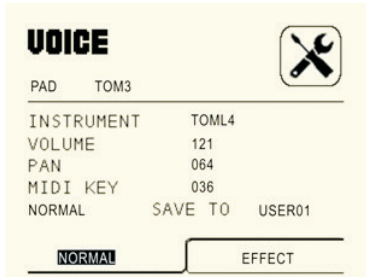 VOICE
PAD TOM3
INSTRUMENT TOML4
VOLUME 121
PAN 064
MIDI KEY 036
NORMAL SAVE TO USER01
NORMAL EFFECT